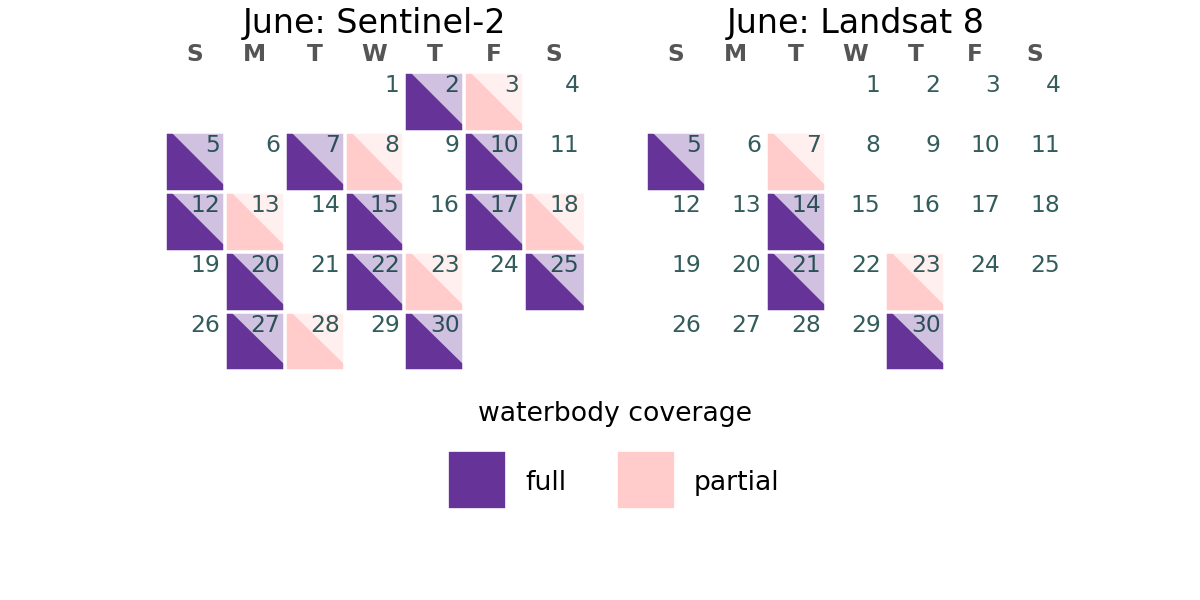 June: Sentinel-2
S M T W T F S
1 2 3 4
5 6 7 8 9 10 11
12 13 14 15 16 17 18
19 20 21 22 23 24 25
26 27 28 29 30
June: Landsat 8
S M T W T F S
1 2 3 4
5 6 7 8 9 10 11
12 13 14 15 16 17 18
19 20 21 22 23 24 25
26 27 28 29 30
waterbody coverage
full partial